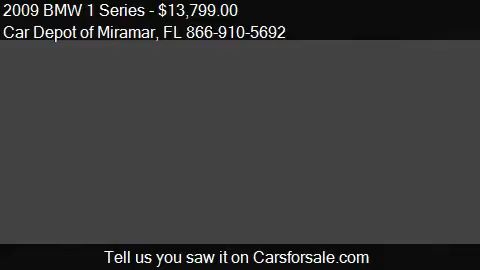 2009 BMW 1 Series - $13,799.00
Car Depot of Miramar, FL 866-910-5692
Tell us you saw it on Carsforsale.com